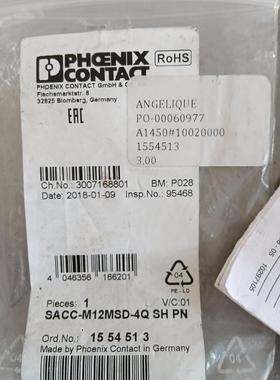 PHŒNIX
CONTACT
RoHS
PHOENIX CONTACT GmbH & C
Flachsmarktstr. 8
32825 Blomberg, Germany
EAC
ANGELIQUE
PO-00060977
A1450#10020000
1554513
3,00
Ch.No.: 3007168801
BM: P028
Date: 2018-01-09
Insp.No.: 95468
4 046356 166201
04
PE-LD
Pieces: 1
V/C:01
SACC-M12MSD-4Q SH PN
Ord.No.: 15 54 51 3
Made by Phoenix Contact in Germany
04